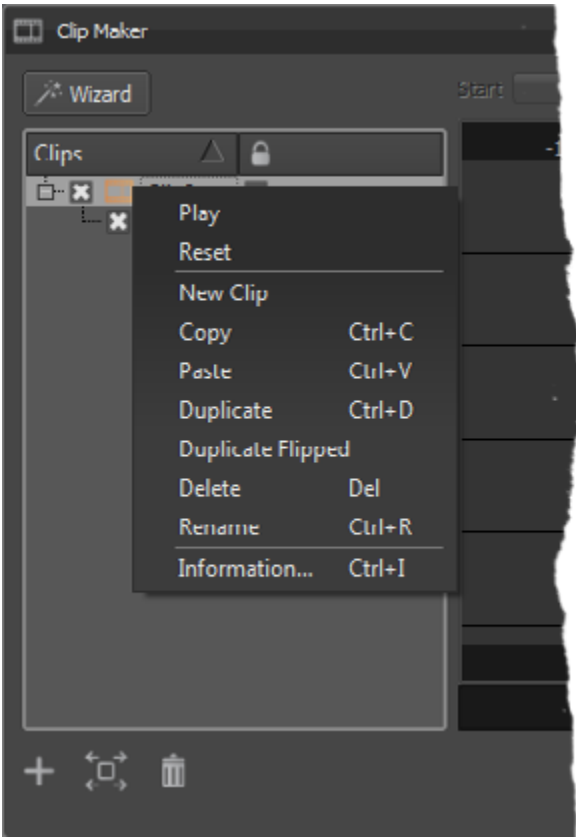 Clip Maker
Wizard
Start
Clips
-1
Play
Reset
New Clip
Copy Ctrl+C
Paste Ctrl+V
Duplicate Ctrl+D
Duplicate Flipped
Delete Del
Rename Ctrl+R
Information... Ctrl+I